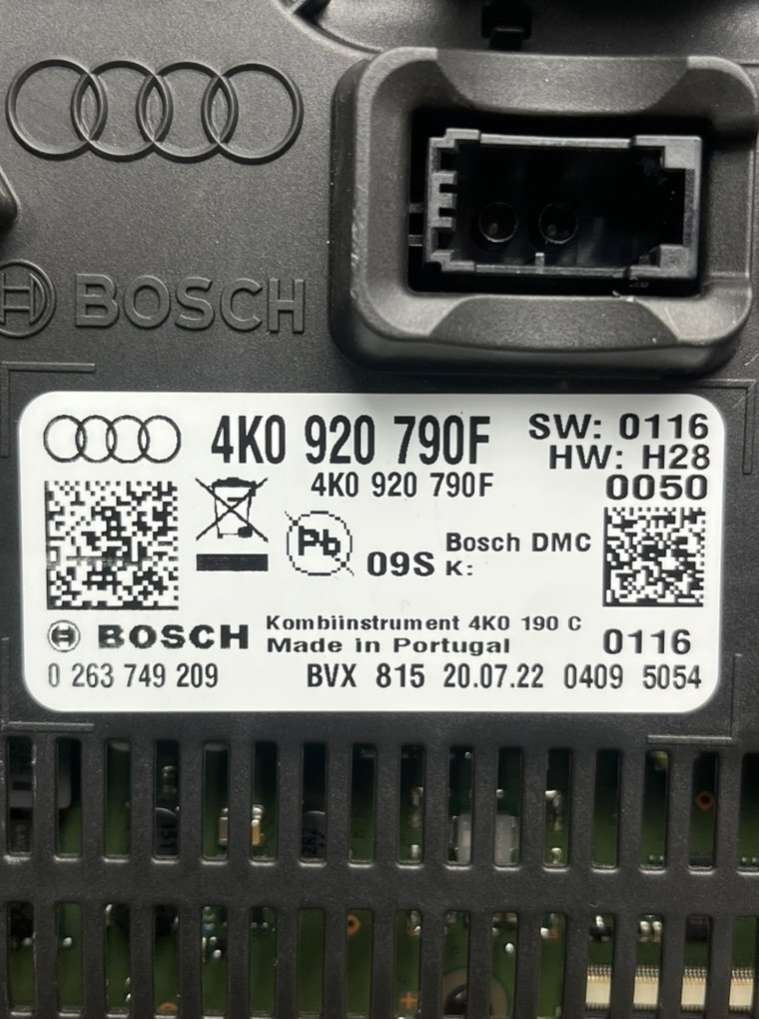 BOSCH
4K0 920 790F
SW: 0116
HW: H28
4K0 920 790F
0050
Pb
09S
Bosch DMC
K:
BOSCH
Kombiinstrument 4K0 190 C
Made in Portugal
0116
0 263 749 209
BVX 815 20.07.22 0409 5054